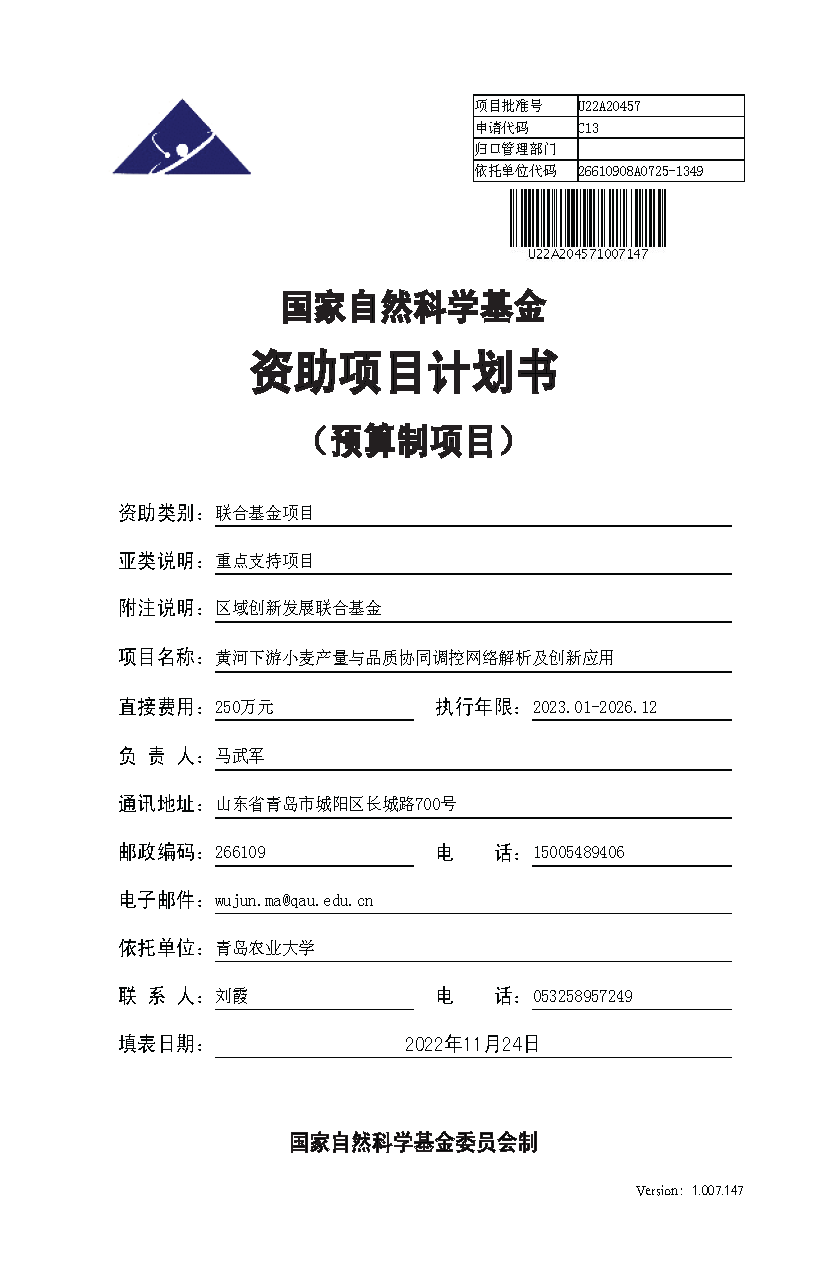 项目批准号 U22A20457
申请代码 C13
归口管理部门
依托单位代码 26610908A0725-1349
U22A204571007147
国家自然科学基金
资助项目计划书
（预算制项目）
资助类别：联合基金项目
亚类说明：重点支持项目
附注说明：区域创新发展联合基金
项目名称：黄河下游小麦产量与品质协同调控网络解析及创新应用
直接费用：250万元 执行年限：2023.01-2026.12
负 责 人：马武军
通讯地址：山东省青岛市城阳区长城路700号
邮政编码：266109 电 话：15005489406
电子邮件：wujun.ma@qau.edu.cn
依托单位：青岛农业大学
联 系 人：刘霞 电 话：053258957249
填表日期：2022年11月24日
国家自然科学基金委员会制
Version： 1.007.147